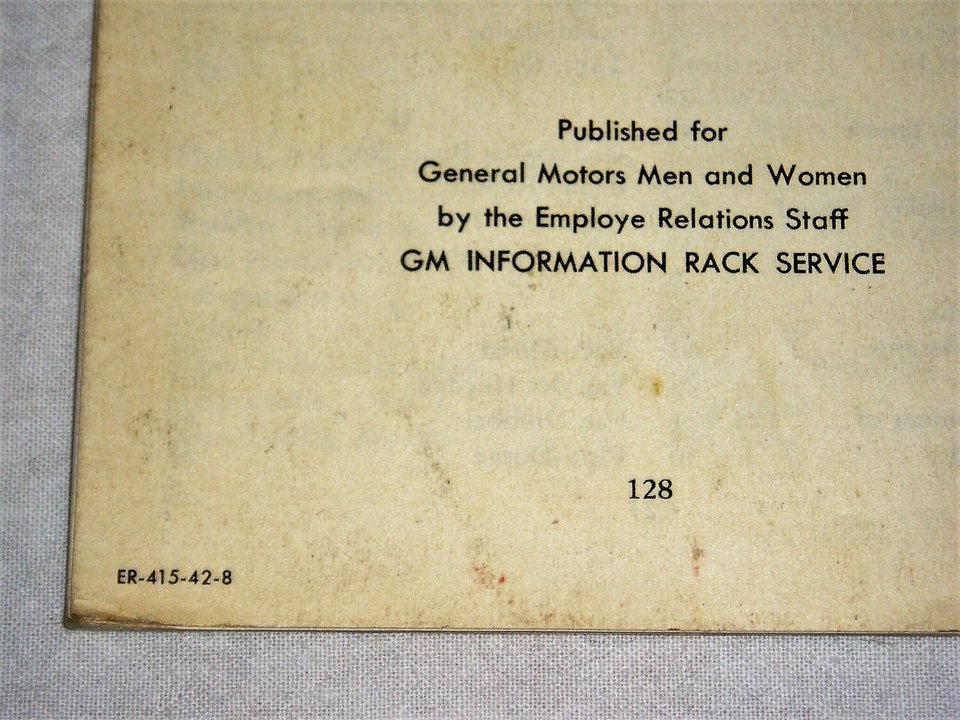 Published for
General Motors Men and Women
by the Employe Relations Staff
GM INFORMATION RACK SERVICE
128
ER-415-42-8